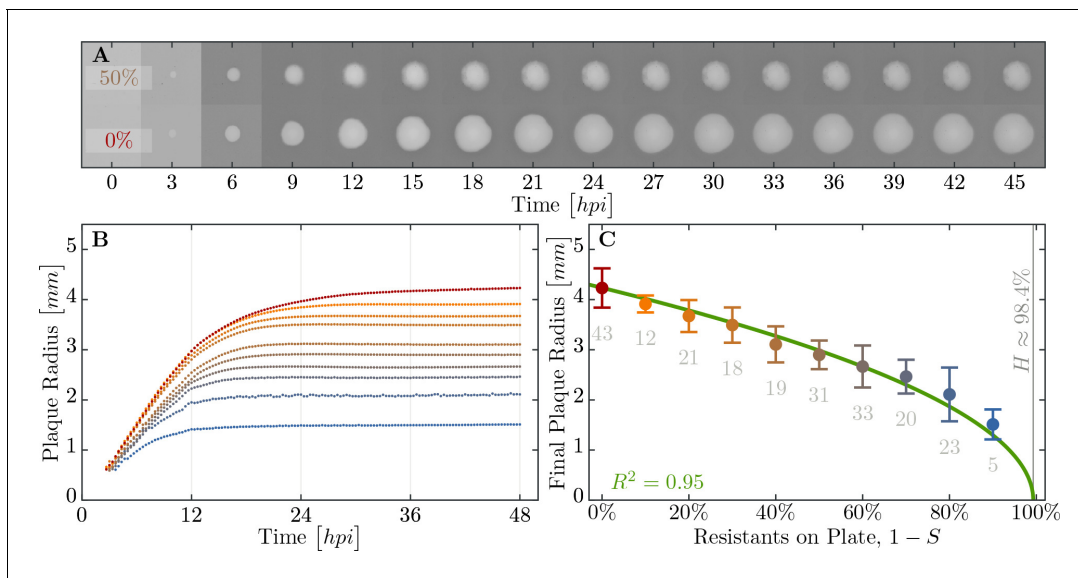 A
50%
0%
0 3 6 9 12 15 18 21 24 27 30 33 36 39 42 45
Time [hpi]
B
Plaque Radius [mm]
5
4
3
2
1
0
0 12 24 36 48
Time [hpi]
C
Final Plaque Radius [mm]
5
4
3
2
1
0
43
12
21
18
19
31
33
20
23
5
H ≈ 98.4%
R² = 0.95
0% 20% 40% 60% 80% 100%
Resistants on Plate, 1 − S